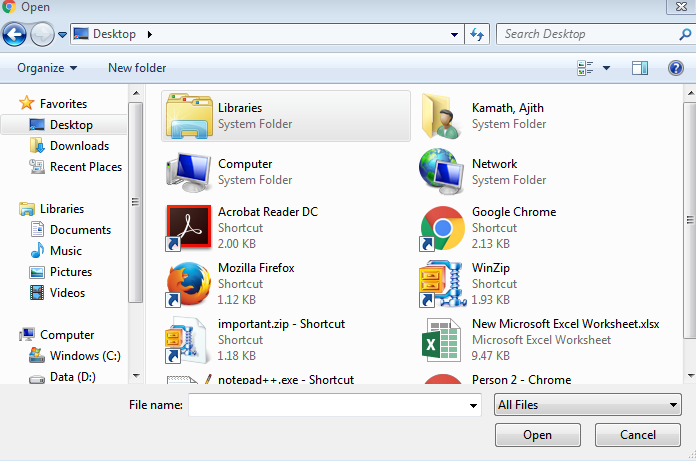 Open
Desktop
Search Desktop
Organize
New folder
Favorites
Desktop
Downloads
Recent Places
Libraries
Documents
Music
Pictures
Videos
Computer
Windows (C:)
Data (D:)
Libraries
System Folder
Kamath, Ajith
Computer
System Folder
Network
System Folder
Acrobat Reader DC
Shortcut
2.00 KB
Google Chrome
Shortcut
2.13 KB
Mozilla Firefox
Shortcut
1.12 KB
WinZip
Shortcut
1.93 KB
important.zip - Shortcut
Shortcut
1.18 KB
New Microsoft Excel Worksheet.xlsx
Microsoft Excel Worksheet
9.47 KB
notepad++.exe - Shortcut
Person 2 - Chrome
File name:
All Files
Open
Cancel